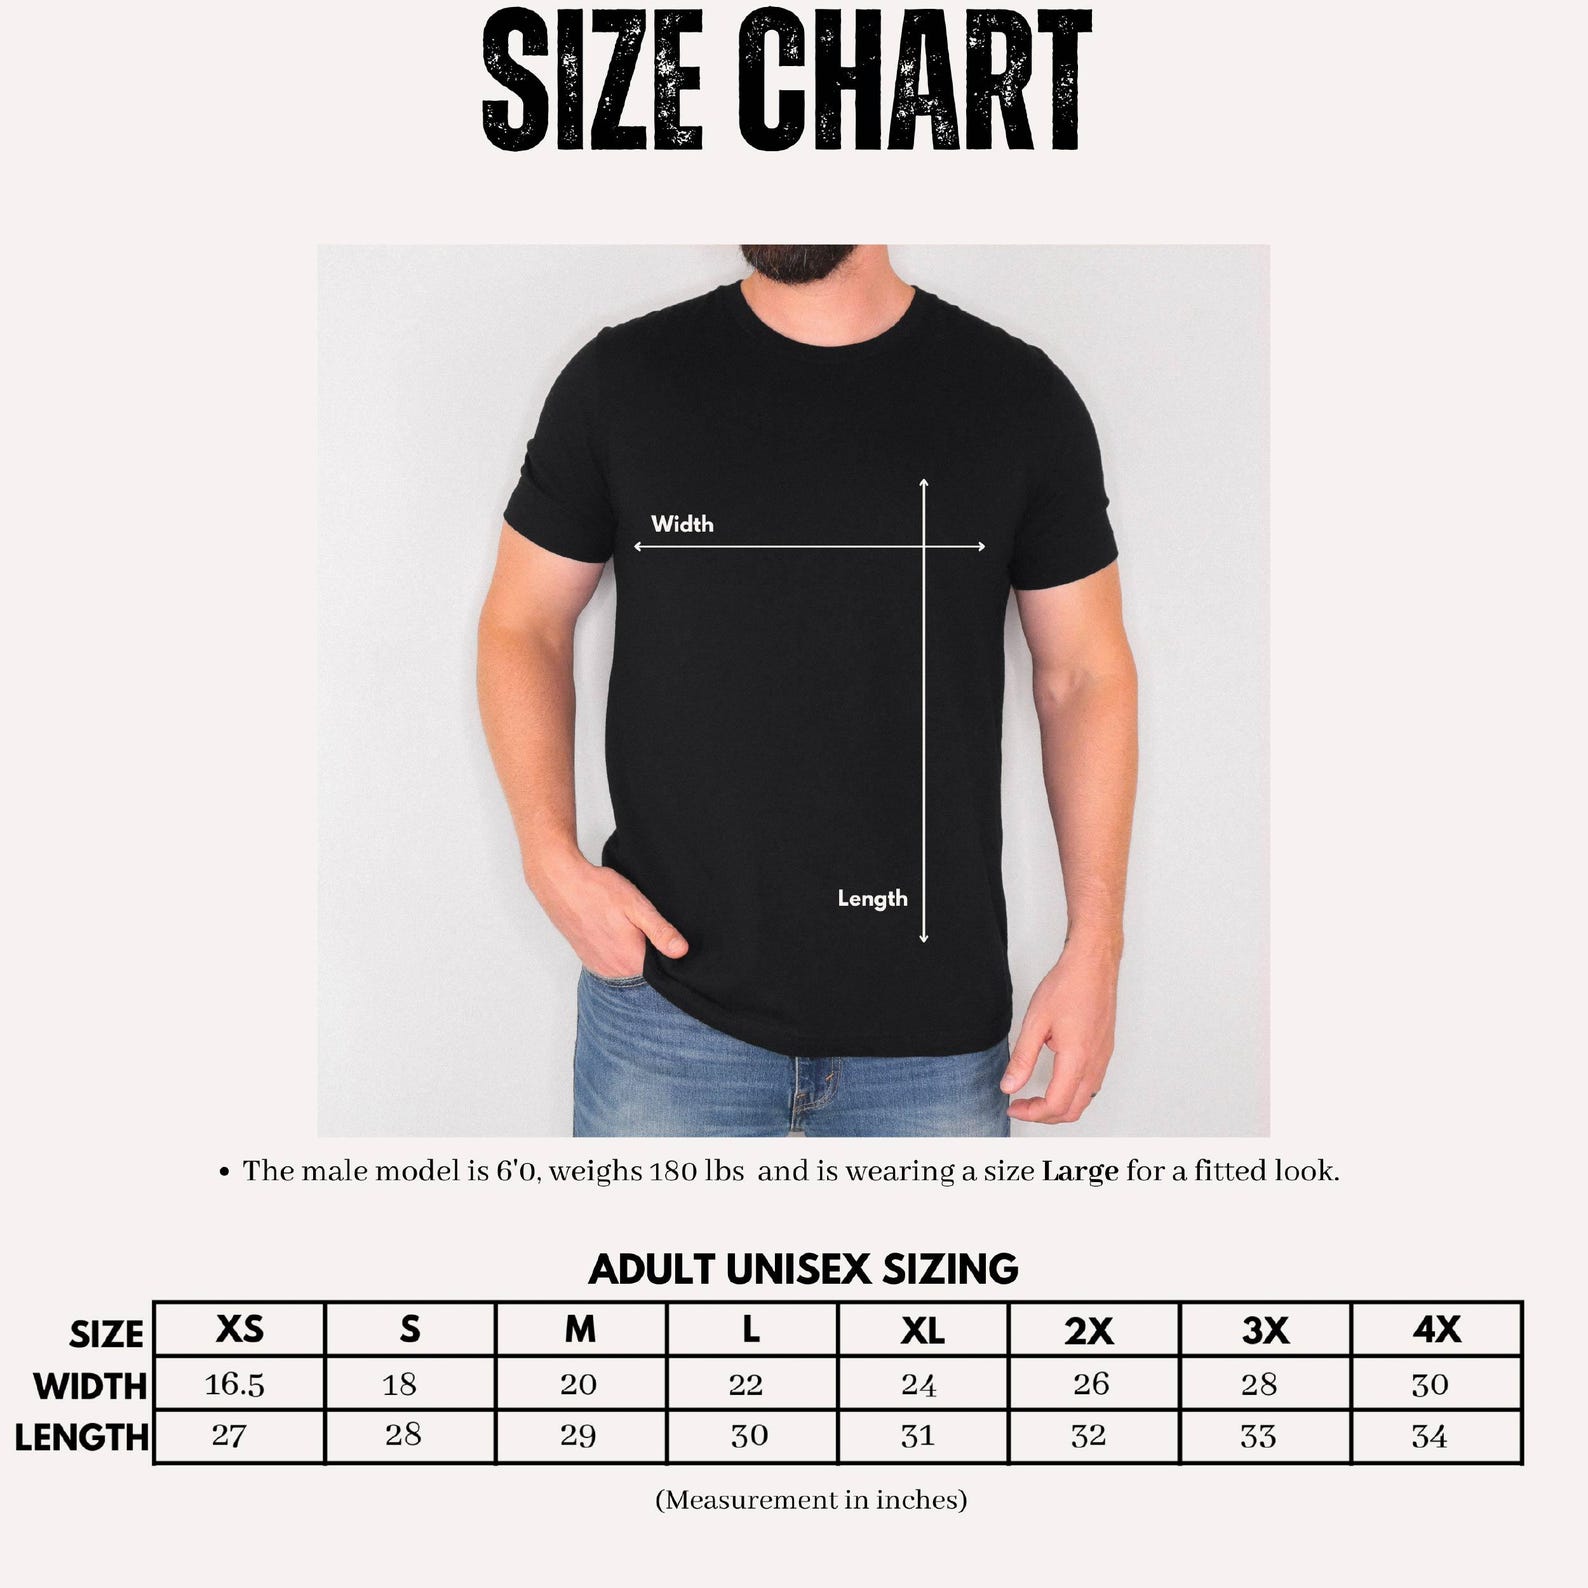 SIZE CHART
Width
Length
• The male model is 6'0, weighs 180 lbs and is wearing a size Large for a fitted look.
ADULT UNISEX SIZING
SIZE XS S M L XL 2X 3X 4X
WIDTH 16.5 18 20 22 24 26 28 30
LENGTH 27 28 29 30 31 32 33 34
(Measurement in inches)